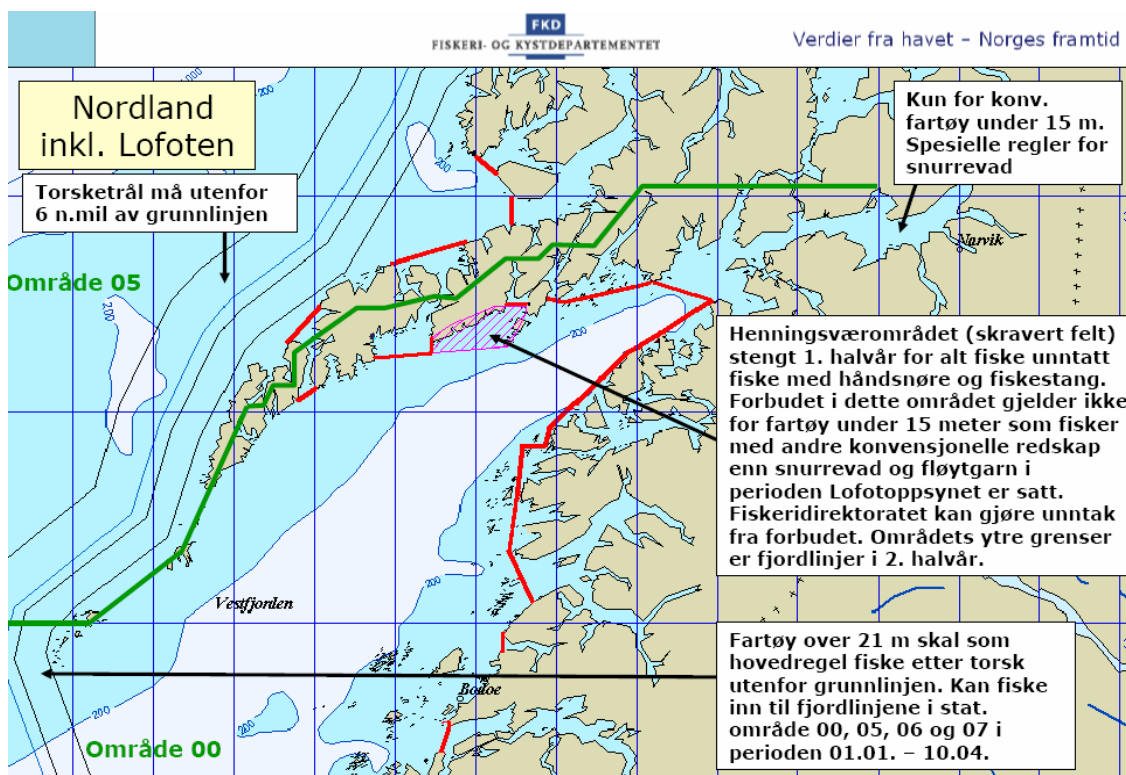 FKD
FISKERI- OG KYSTDEPARTEMENTET
Verdier fra havet – Norges framtid
Nordland
inkl. Lofoten
Torsketrål må utenfor
6 n.mil av grunnlinjen
Kun for konv.
fartøy under 15 m.
Spesielle regler for
snurrevad
Narvik
Område 05
Henningsværområdet (skravert felt)
stengt 1. halvår for alt fiske unntatt
fiske med håndsnøre og fiskestang.
Forbudet i dette området gjelder ikke
for fartøy under 15 meter som fisker
med andre konvensjonelle redskap
enn snurrevad og fløytgarn i
perioden Lofotoppsynet er satt.
Fiskeridirektoratet kan gjøre unntak
fra forbudet. Områdets ytre grenser
er fjordlinjer i 2. halvår.
Vestfjorden
Fartøy over 21 m skal som
hovedregel fiske etter torsk
utenfor grunnlinjen. Kan fiske
inn til fjordlinjene i stat.
område 00, 05, 06 og 07 i
perioden 01.01. – 10.04.
Bodoe
Område 00
200
200
200
200
200
200
200
200